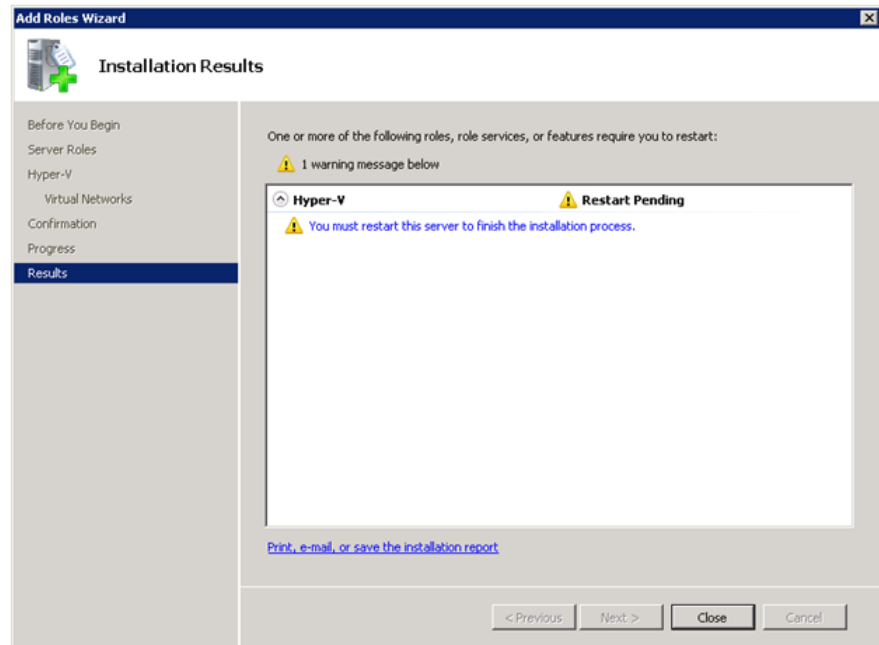 Add Roles Wizard
Installation Results
Before You Begin
Server Roles
Hyper-V
Virtual Networks
Confirmation
Progress
Results
One or more of the following roles, role services, or features require you to restart:
1 warning message below
Hyper-V Restart Pending
You must restart this server to finish the installation process.
Print, e-mail, or save the installation report
< Previous Next > Close Cancel